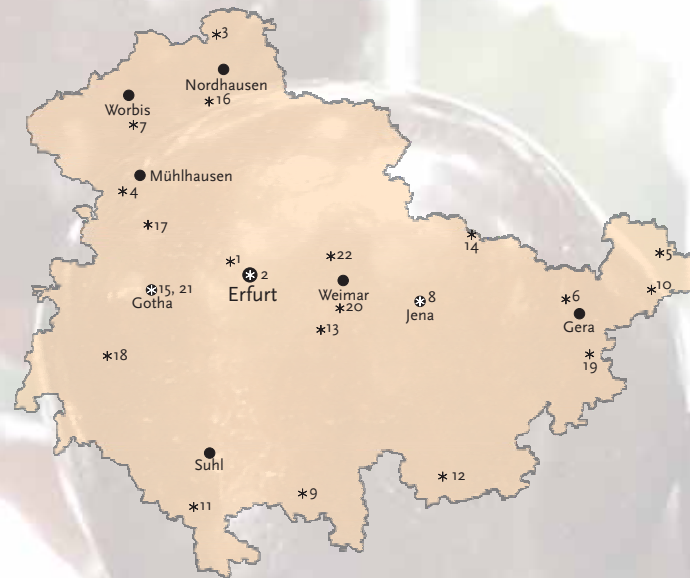 *3
Nordhausen
Worbis
*16
*7
Mühlhausen
*4
*17
14
*5
*1
2
*22
Erfurt
15, 21
Gotha
Weimar
8
Jena
*20
*6
*10
Gera
*13
*18
19
Suhl
*12
*9
*11